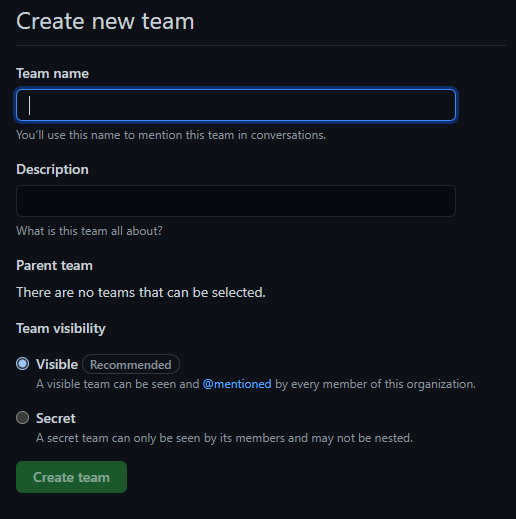 Create new team
Team name
You'll use this name to mention this team in conversations.
Description
What is this team all about?
Parent team
There are no teams that can be selected.
Team visibility
Visible Recommended
A visible team can be seen and @mentioned by every member of this organization.
Secret
A secret team can only be seen by its members and may not be nested.
Create team